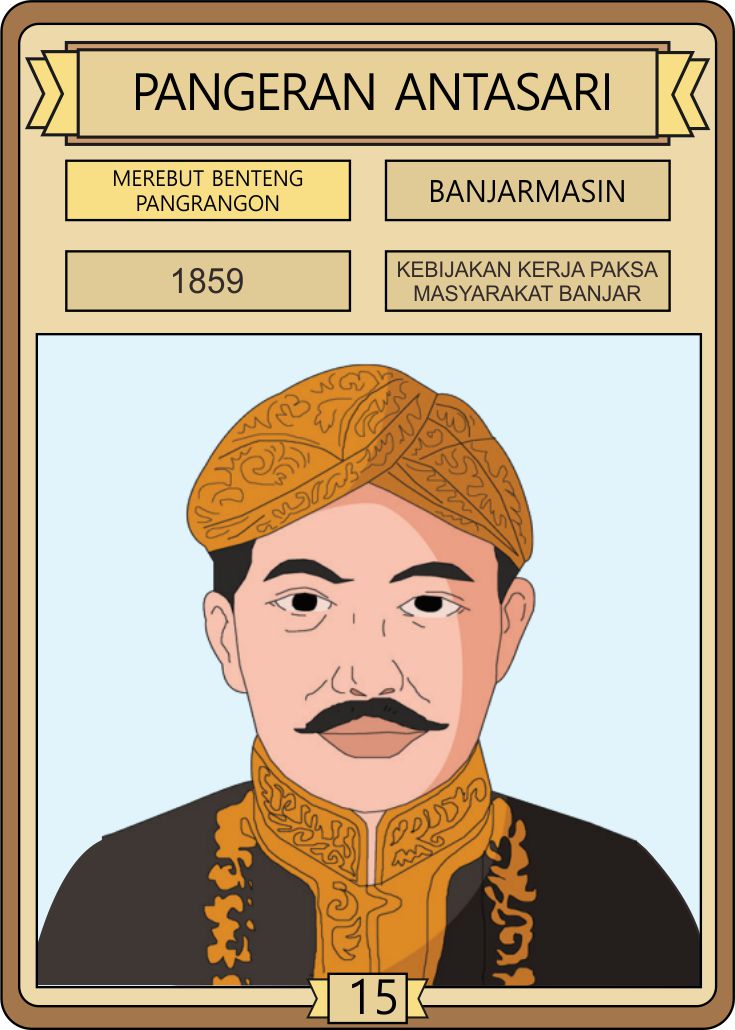 PANGERAN ANTASARI
MEREBUT BENTENG
PANGRANGON
BANJARMASIN
1859
KEBIJAKAN KERJA PAKSA
MASYARAKAT BANJAR
15